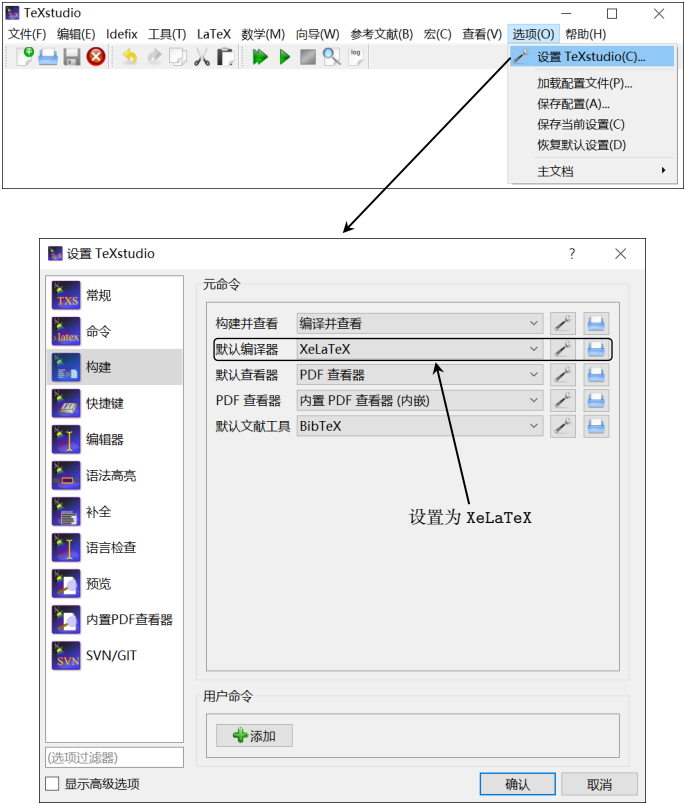 TeXstudio
文件(F) 编辑(E) Idefix 工具(T) LaTeX 数学(M) 向导(W) 参考文献(B) 宏(C) 查看(V) 选项(O) 帮助(H)
log
设置 TeXstudio(C)...
加载配置文件(P)...
保存配置(A)...
保存当前设置(C)
恢复默认设置(D)
主文档
设置 TeXstudio
?
TXS 常规
>latex 命令
构建
快捷键
编辑器
语法高亮
补全
语言检查
预览
内置PDF查看器
SVN SVN/GIT
(选项过滤器)
显示高级选项
元命令
构建并查看 编译并查看
默认编译器 XeLaTeX
默认查看器 PDF 查看器
PDF 查看器 内置 PDF 查看器 (内嵌)
默认文献工具 BibTeX
设置为 XeLaTeX
用户命令
添加
确认 取消